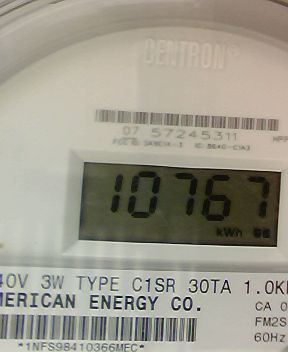 CENTRON®
07 57245311
10767
kWh
40V 3W TYPE C1SR 30TA 1.0K
MERICAN ENERGY CO. CA 0
FM2S
60Hz
*1NFS98410366MEC*